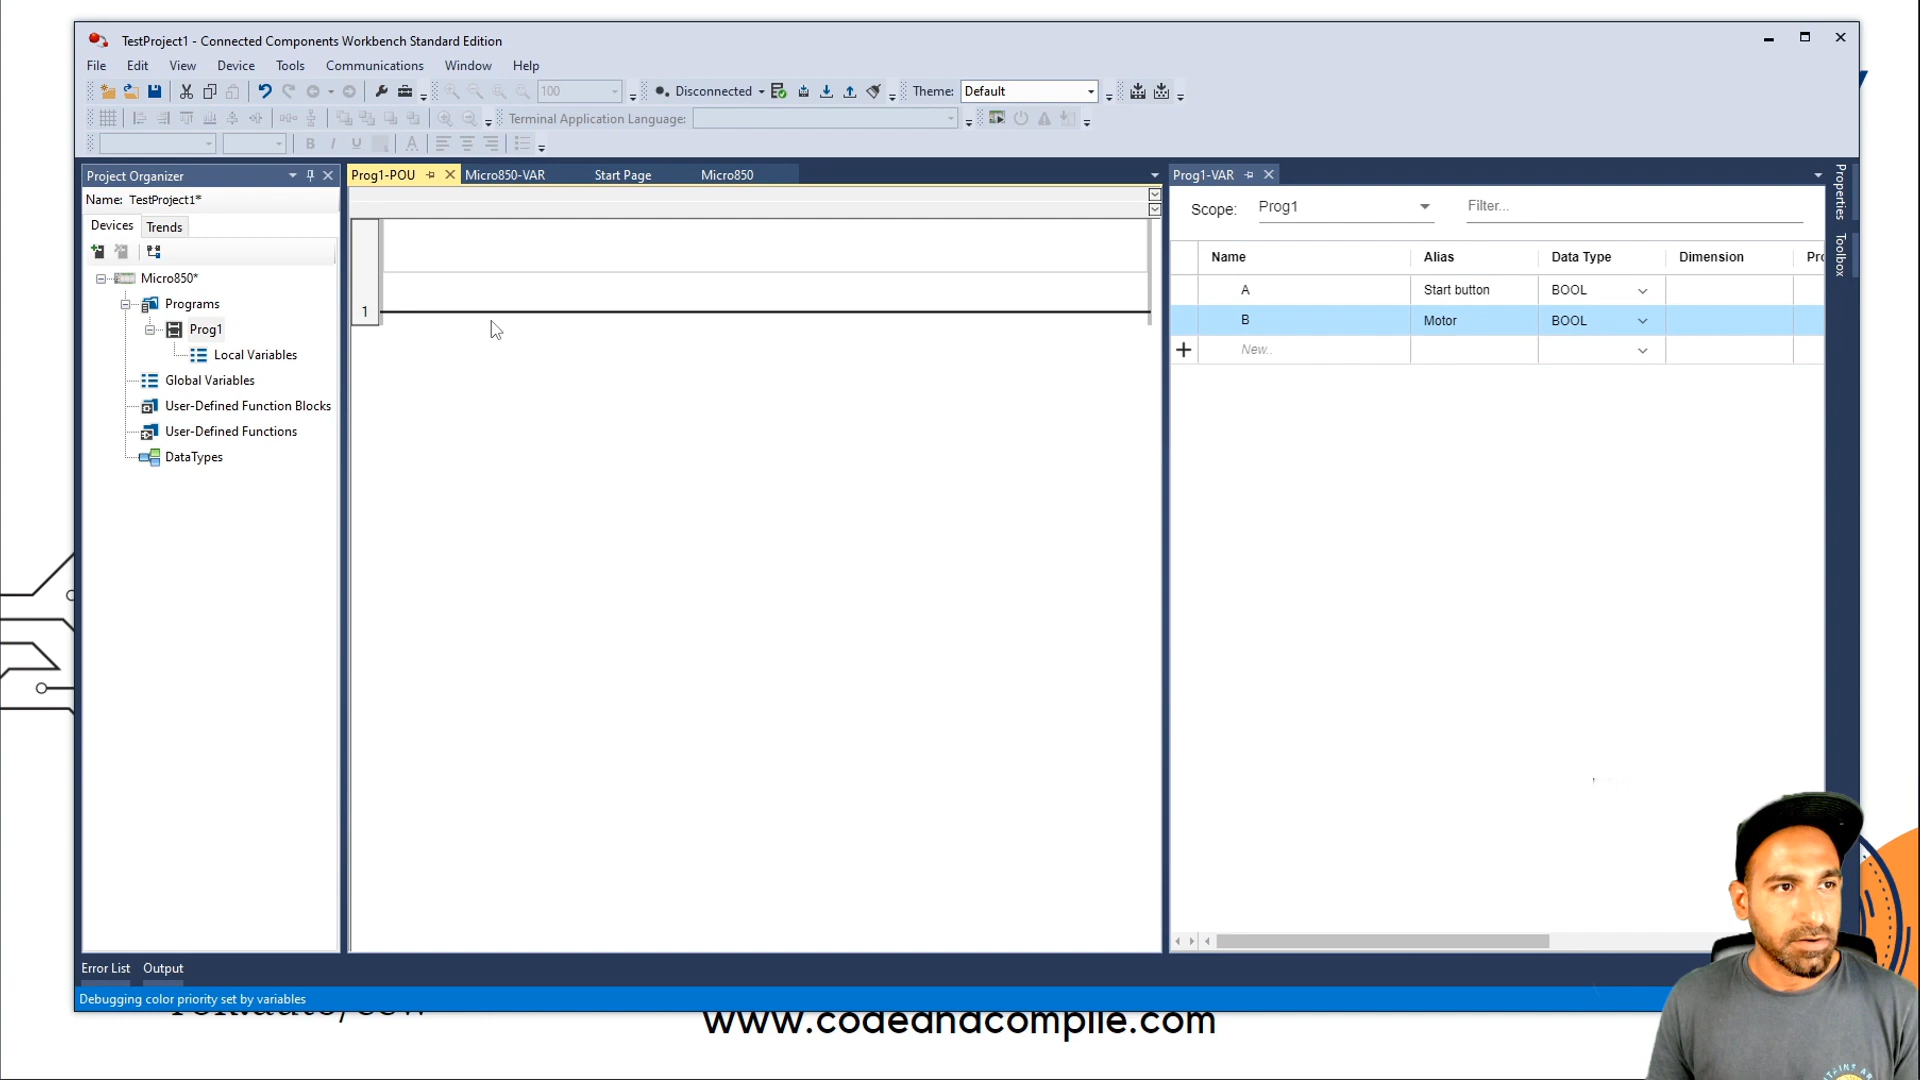 TestProject1 - Connected Components Workbench Standard Edition
File Edit View Device Tools Communications Window Help
100 Disconnected Theme: Default
Terminal Application Language:
Project Organizer
Name: TestProject1*
Devices Trends
Micro850*
Programs
Prog1
Local Variables
Global Variables
User-Defined Function Blocks
User-Defined Functions
DataTypes
Prog1-POU Micro850-VAR Start Page Micro850
1
Prog1-VAR
Scope: Prog1 Filter...
Name Alias Data Type Dimension Pro
A Start button BOOL
B Motor BOOL
New..
Properties
Toolbox
Error List Output
Debugging color priority set by variables
www.codeandcompile.com